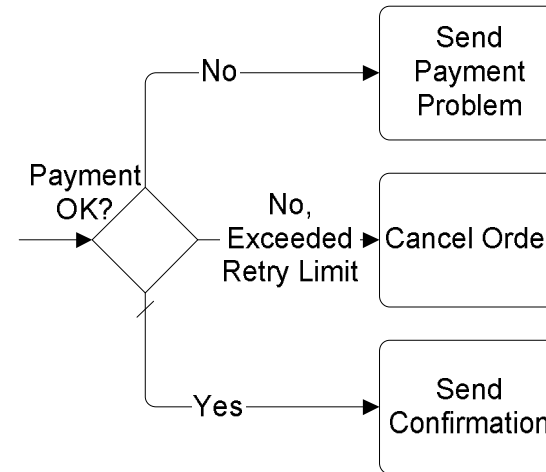 Send
Payment
Problem
No
Payment
OK?
No,
Exceeded
Retry Limit
Cancel Orde
Yes
Send
Confirmation